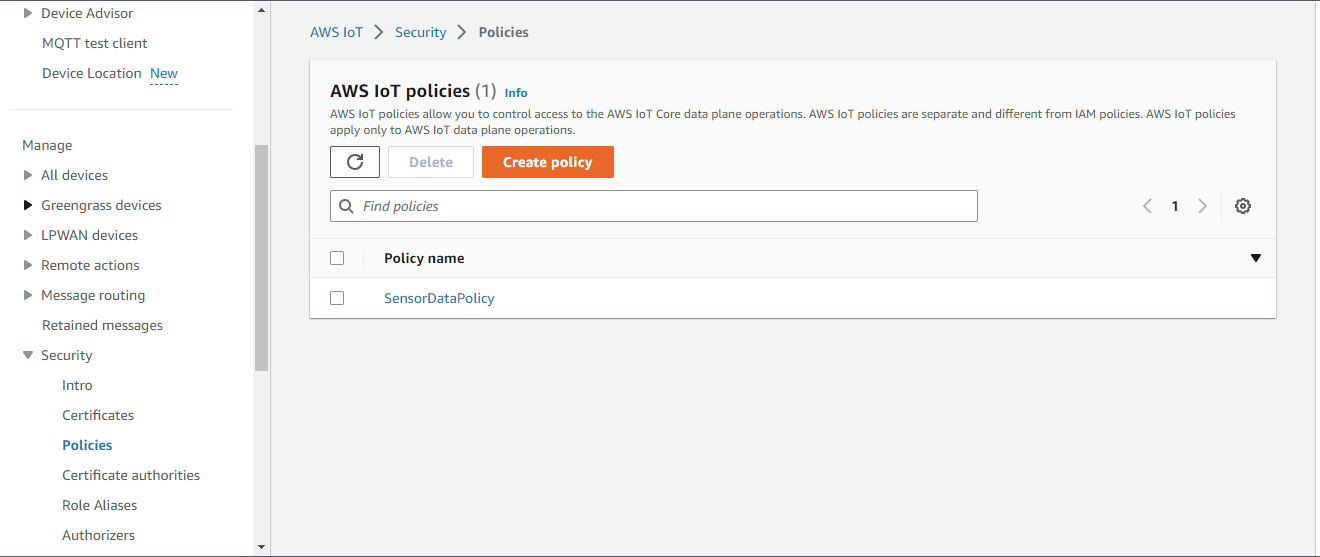 Device Advisor
MQTT test client
Device Location New
Manage
All devices
Greengrass devices
LPWAN devices
Remote actions
Message routing
Retained messages
Security
Intro
Certificates
Policies
Certificate authorities
Role Aliases
Authorizers
AWS IoT > Security > Policies
AWS IoT policies (1) Info
AWS IoT policies allow you to control access to the AWS IoT Core data plane operations. AWS IoT policies are separate and different from IAM policies. AWS IoT policies
apply only to AWS IoT data plane operations.
Delete Create policy
Find policies
1
Policy name
SensorDataPolicy